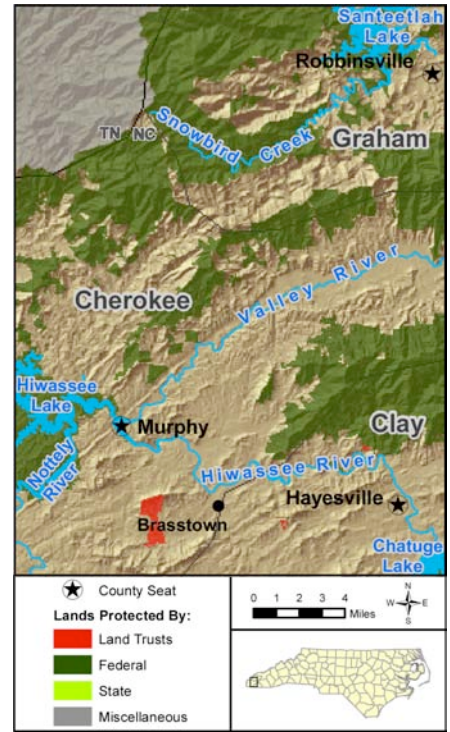 Santeetlah
Lake
Robbinsville
TN NC
Snowbird Creek
Graham
Valley River
Cherokee
Hiwassee
Lake
Murphy
Clay
Nottely
River
Hiwassee River
Hayesville
Brasstown
Chatuge
Lake
County Seat
Lands Protected By:
Land Trusts
Federal
State
Miscellaneous
0 1 2 3 4
Miles
N
W E
S